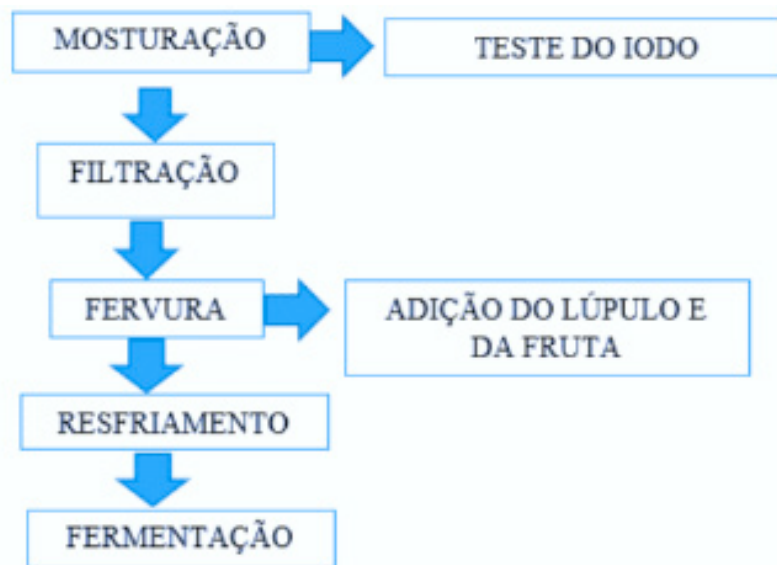 MOSTURAÇÃO
TESTE DO IODO
FILTRAÇÃO
FERVURA
ADIÇÃO DO LÚPULO E
DA FRUTA
RESFRIAMENTO
FERMENTAÇÃO